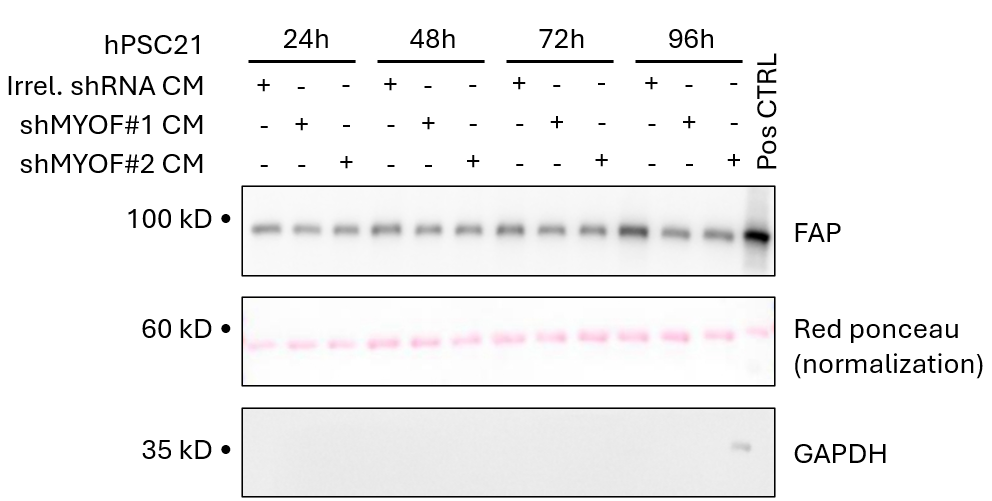 hPSC21 24h 48h 72h 96h
Irrel. shRNA CM + - - + - - + - - + - -
shMYOF#1 CM - + - - + - - + - - + -
shMYOF#2 CM - - + - - + - - + - - +
Pos CTRL
100 kD •
FAP
60 kD •
Red ponceau
(normalization)
35 kD •
GAPDH